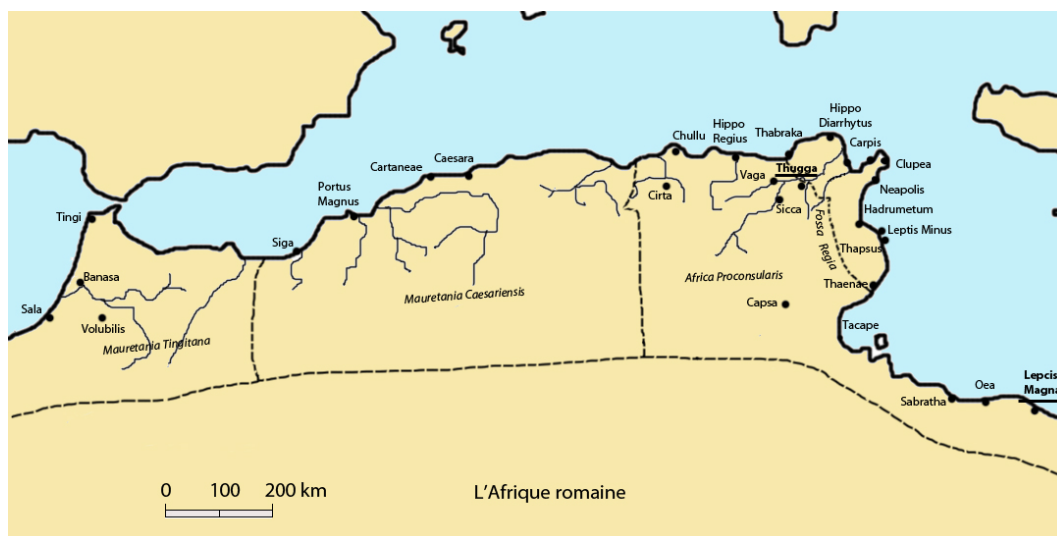 Hippo
Diarrhytus
Hippo
Regius
Chullu
Thabraka
Carpis
Clupea
Caesara
Cartaneae
Vaga
Thugga
Neapolis
Portus
Magnus
Cirta
Sicca
Hadrumetum
Tingi
Leptis Minus
Siga
Fossa
Regia
Thapsus
Banasa
Africa Proconsularis
Thaenae
Mauretania Caesariensis
Capsa
Sala
Volubilis
Tacape
Mauretania Tingitana
Lepcis
Magna
Oea
Sabratha
0 100 200 km
L'Afrique romaine